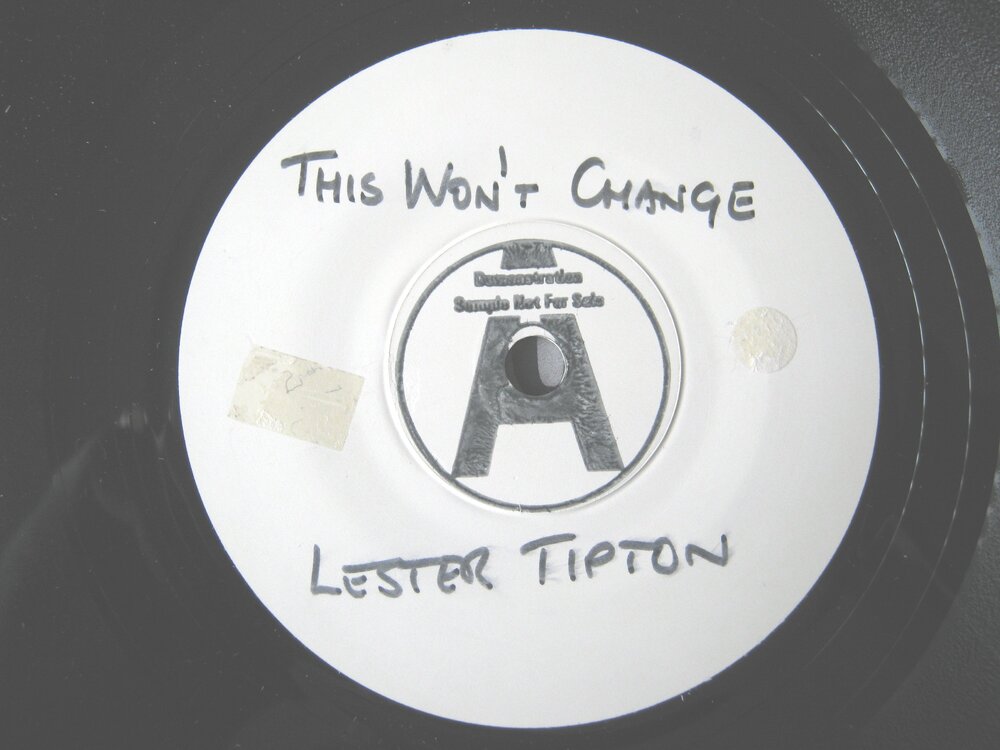 THIS WON'T CHANGE
Demonstration
Sample Not For Sale
A
LESTER TIPTON